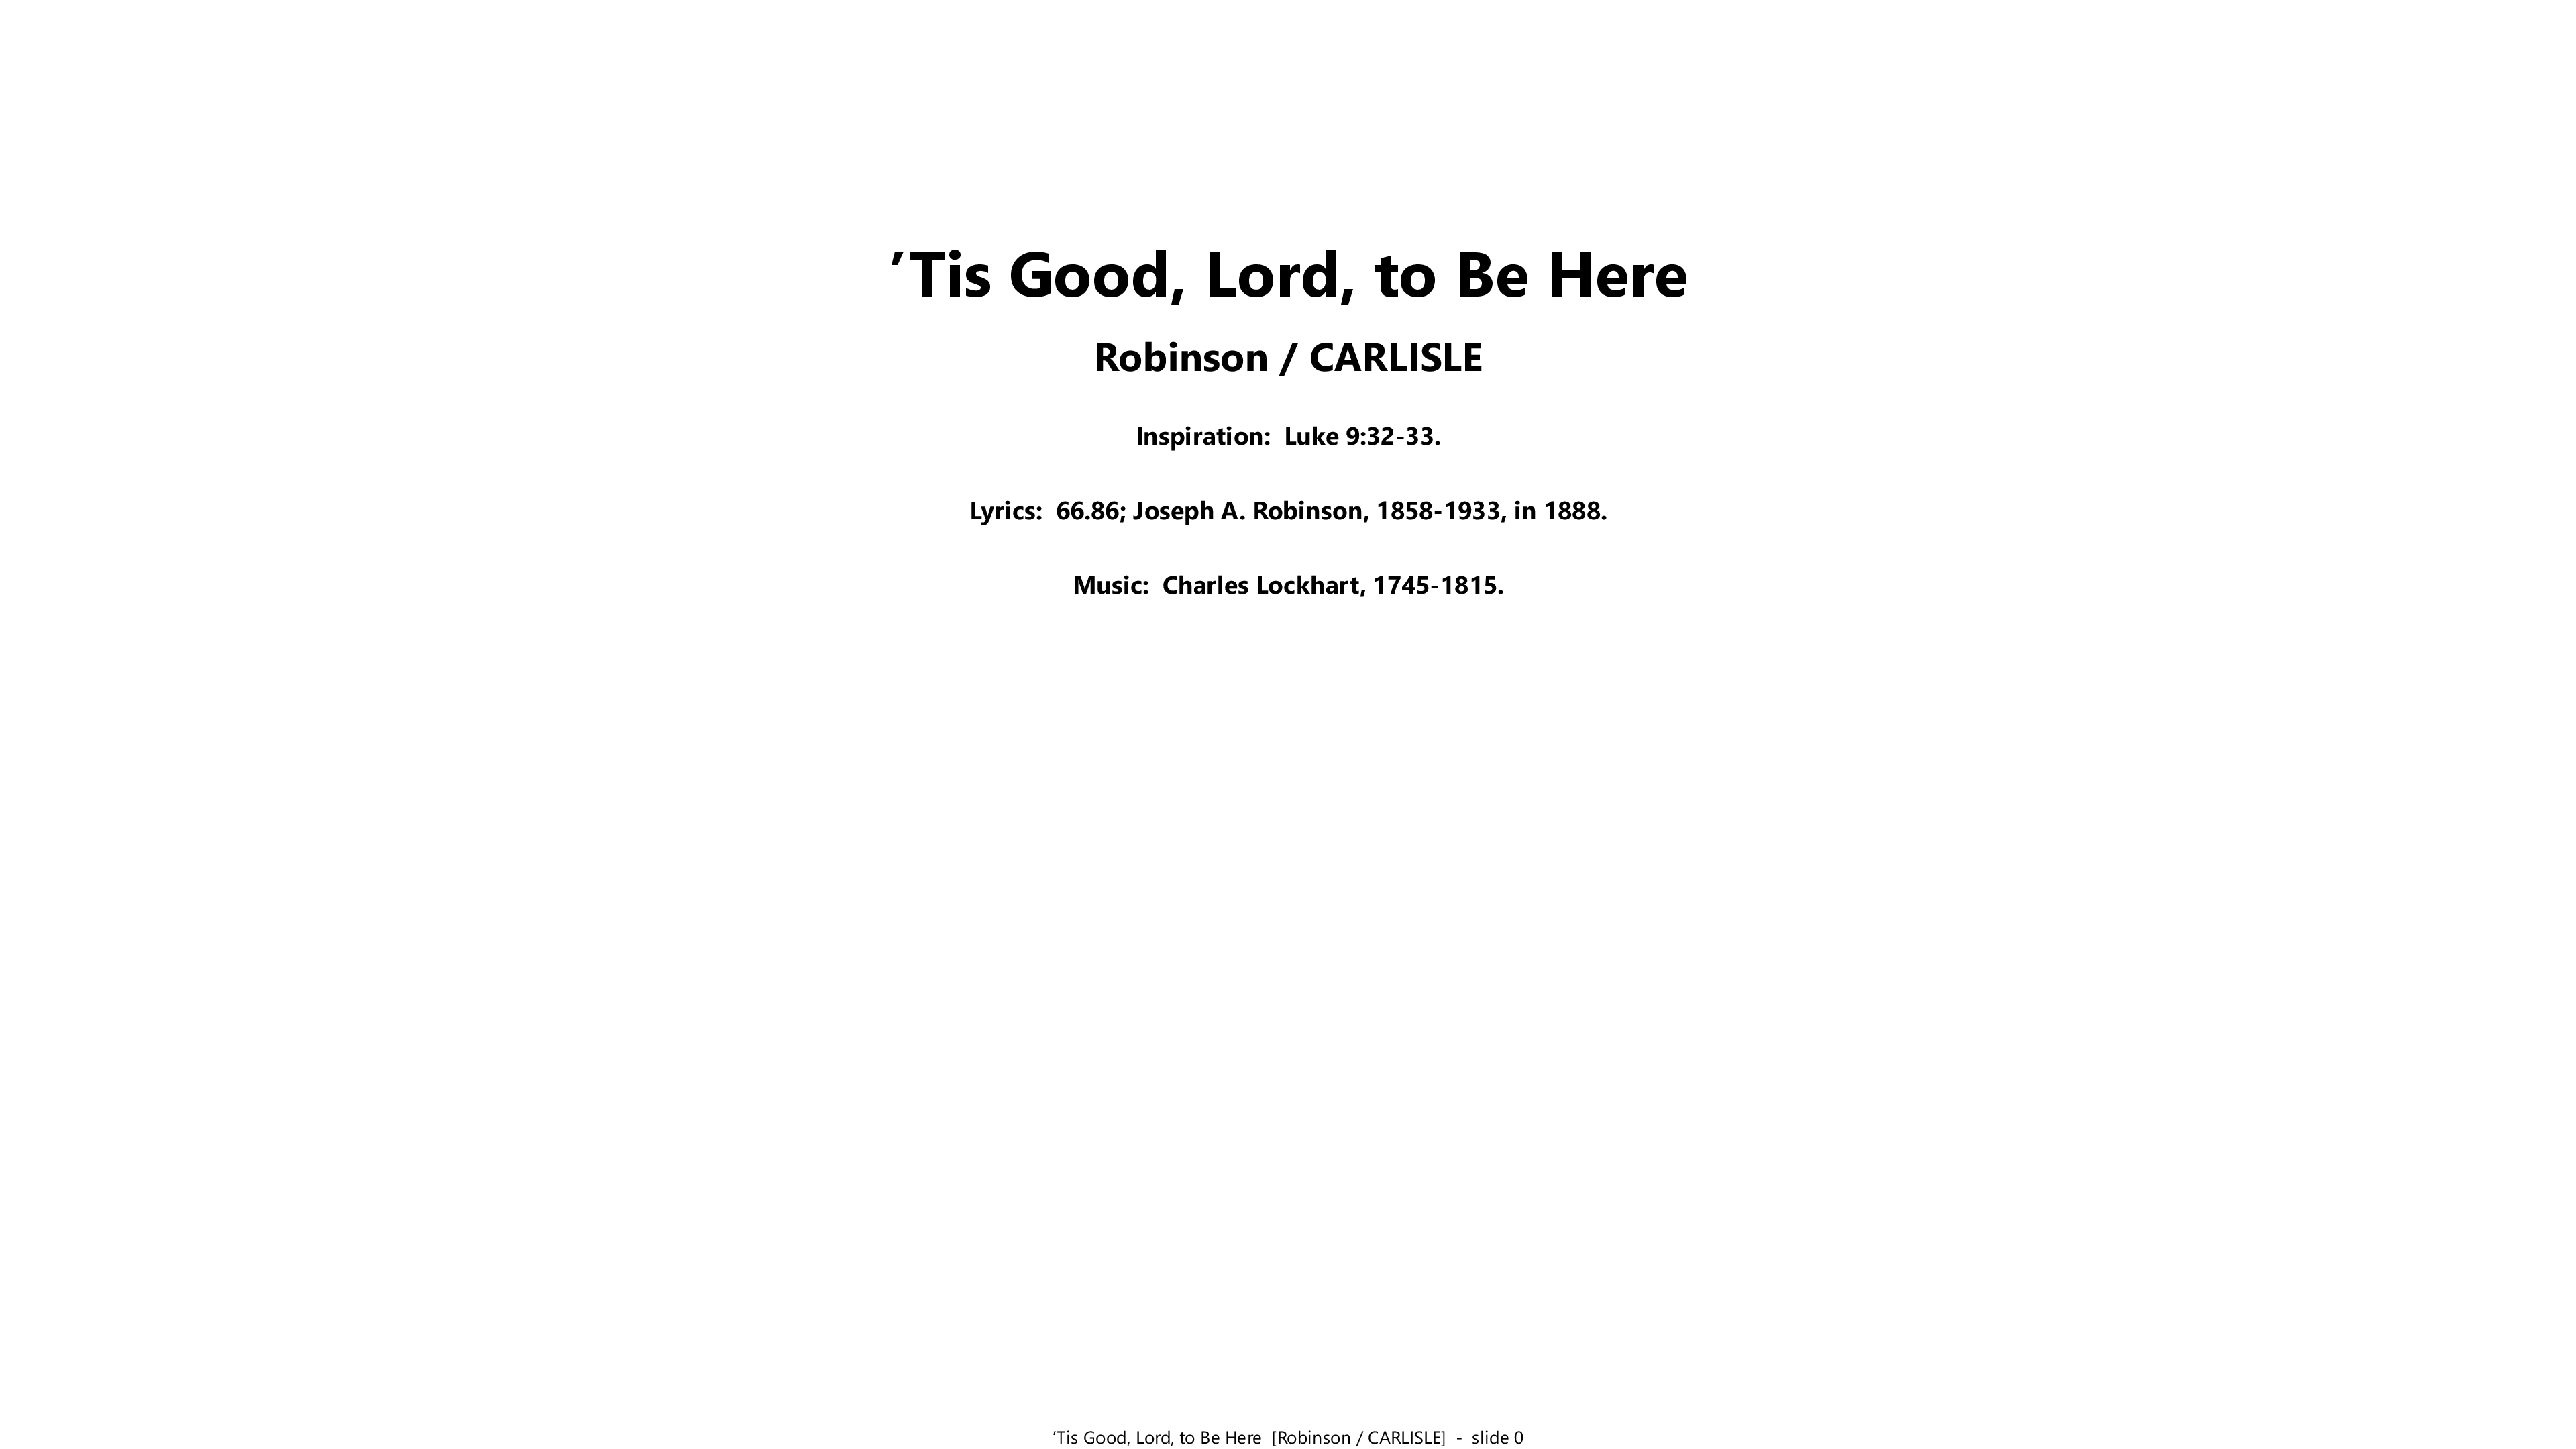 ’Tis Good, Lord, to Be Here
Robinson / CARLISLE
Inspiration:  Luke 9:32-33.
Lyrics:  66.86; Joseph A. Robinson, 1858-1933, in 1888.
Music:  Charles Lockhart, 1745-1815.
’Tis Good, Lord, to Be Here  [Robinson / CARLISLE]  -  slide 0